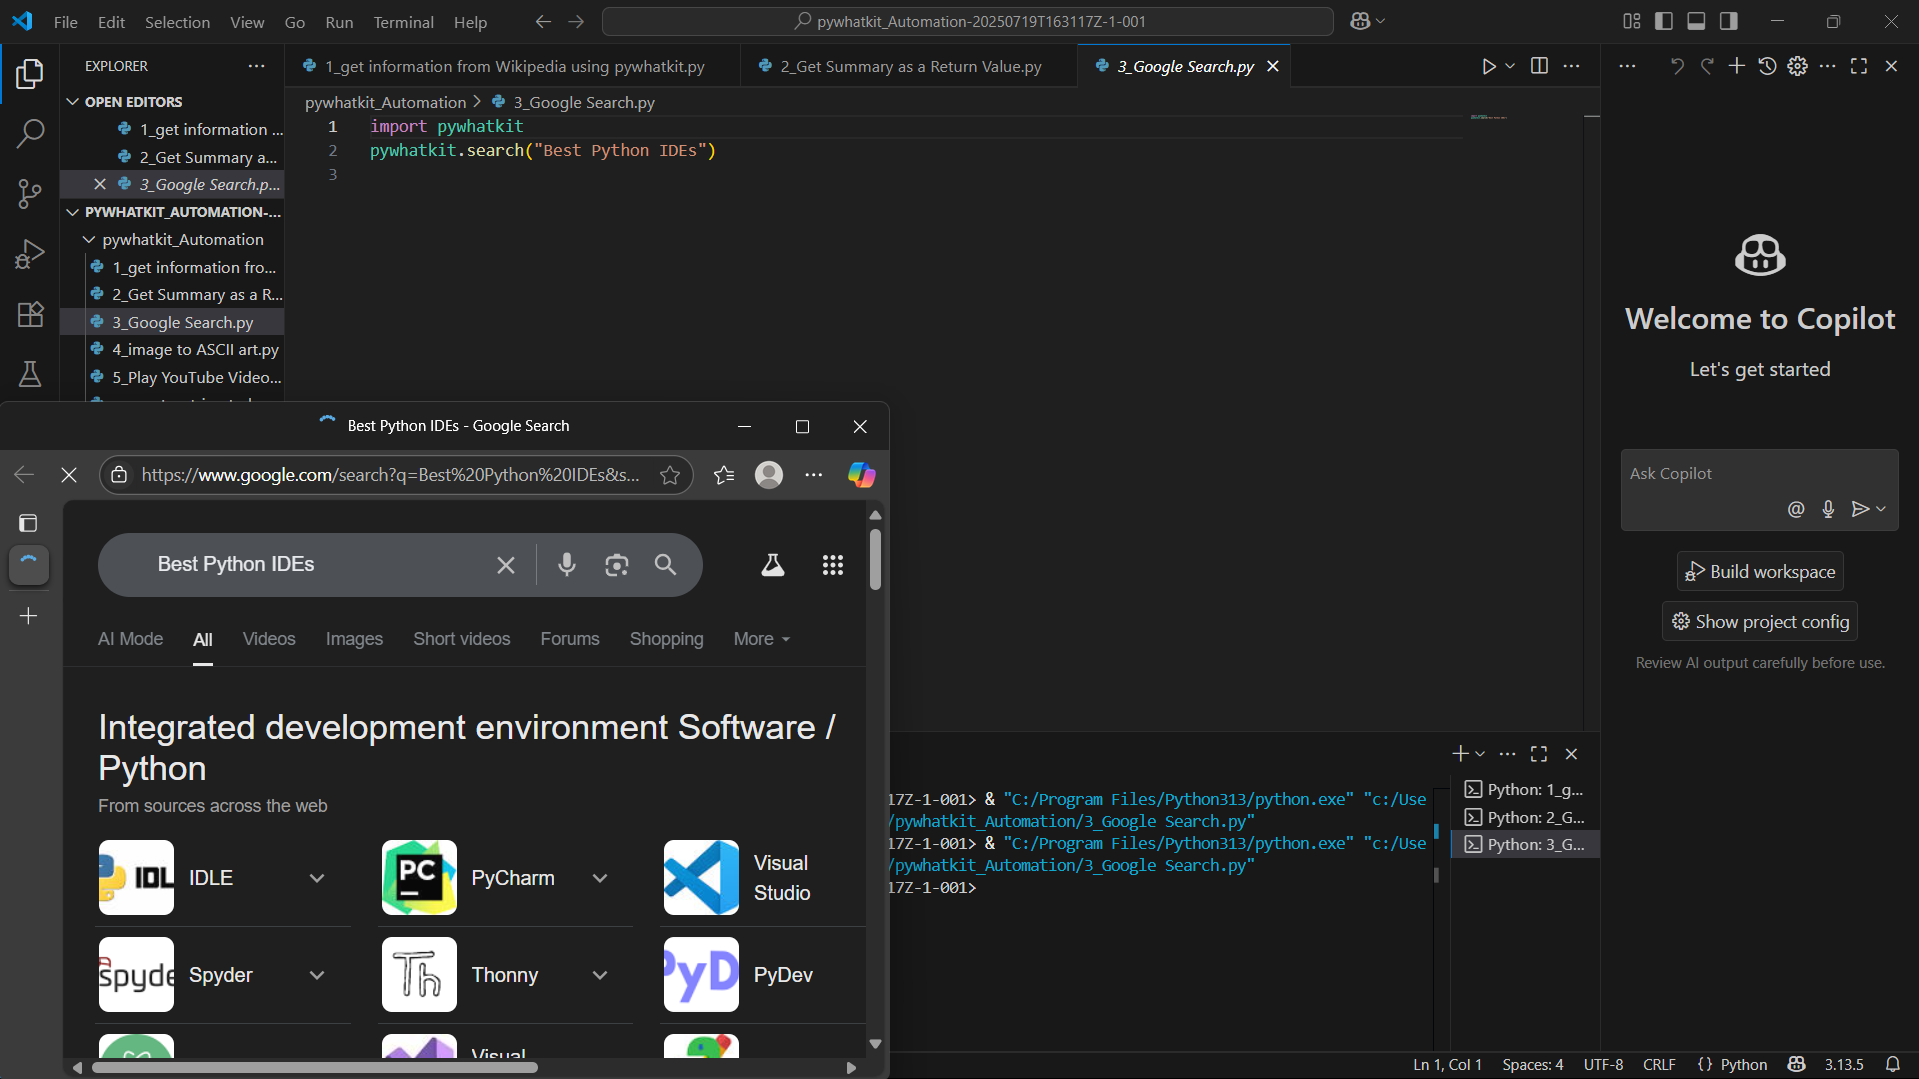 File Edit Selection View Go Run Terminal Help
pywhatkit_Automation-20250719T163117Z-1-001
EXPLORER
OPEN EDITORS
1_get information ...
2_Get Summary a...
3_Google Search.p...
PYWHATKIT_AUTOMATION-...
pywhatkit_Automation
1_get information fro...
2_Get Summary as a R...
3_Google Search.py
4_image to ASCII art.py
5_Play YouTube Video...
1_get information from Wikipedia using pywhatkit.py
2_Get Summary as a Return Value.py
3_Google Search.py
pywhatkit_Automation > 3_Google Search.py
1 import pywhatkit
2 pywhatkit.search("Best Python IDEs")
3
Welcome to Copilot
Let's get started
Ask Copilot
Build workspace
Show project config
Review AI output carefully before use.
Best Python IDEs - Google Search
https://www.google.com/search?q=Best%20Python%20IDEs&s...
Best Python IDEs
AI Mode All Videos Images Short videos Forums Shopping More
Integrated development environment Software /
Python
From sources across the web
IDL IDLE
PC PyCharm
Visual
Studio
spyde Spyder
Th Thonny
PyD PyDev
Visual
17Z-1-001> & "C:/Program Files/Python313/python.exe" "c:/Use
/pywhatkit_Automation/3_Google Search.py"
17Z-1-001> & "C:/Program Files/Python313/python.exe" "c:/Use
/pywhatkit_Automation/3_Google Search.py"
17Z-1-001>
Python: 1_g...
Python: 2_G...
Python: 3_G...
Ln 1, Col 1 Spaces: 4 UTF-8 CRLF {} Python 3.13.5